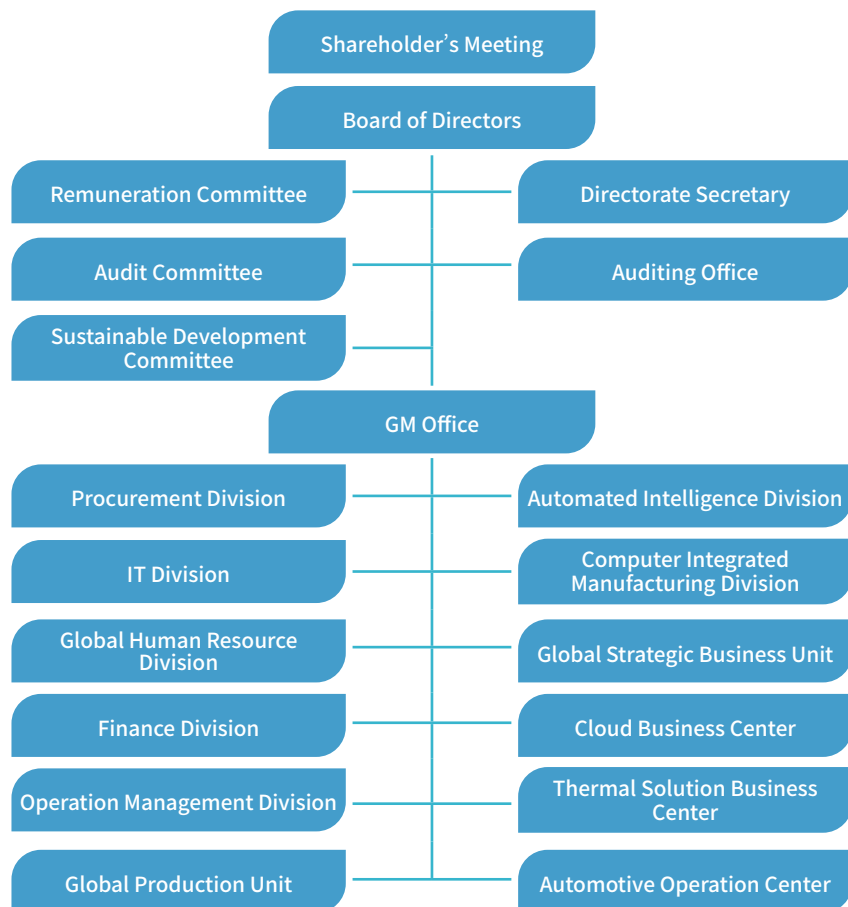 Shareholder’s Meeting
Board of Directors
Remuneration Committee
Directorate Secretary
Audit Committee
Auditing Office
Sustainable Development
Committee
GM Office
Procurement Division
Automated Intelligence Division
IT Division
Computer Integrated
Manufacturing Division
Global Human Resource
Division
Global Strategic Business Unit
Finance Division
Cloud Business Center
Operation Management Division
Thermal Solution Business
Center
Global Production Unit
Automotive Operation Center